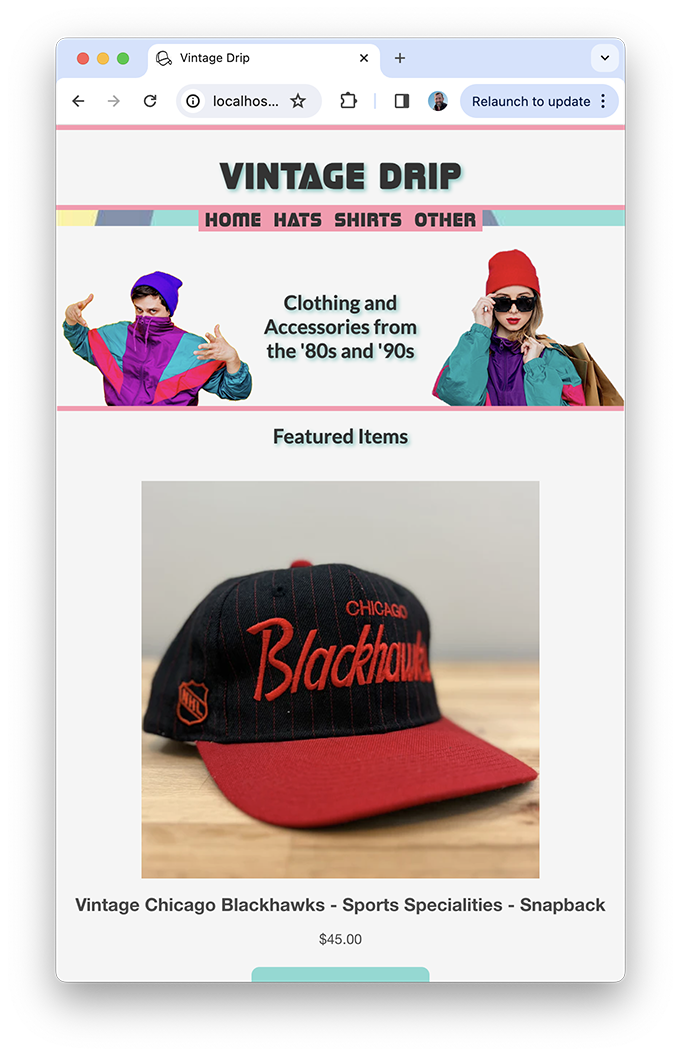 Vintage Drip
localhos...
Relaunch to update
VINTAGE DRIP
HOME HATS SHIRTS OTHER
Clothing and
Accessories from
the '80s and '90s
Featured Items
CHICAGO
Blackhawks
NHL
Vintage Chicago Blackhawks - Sports Specialities - Snapback
$45.00